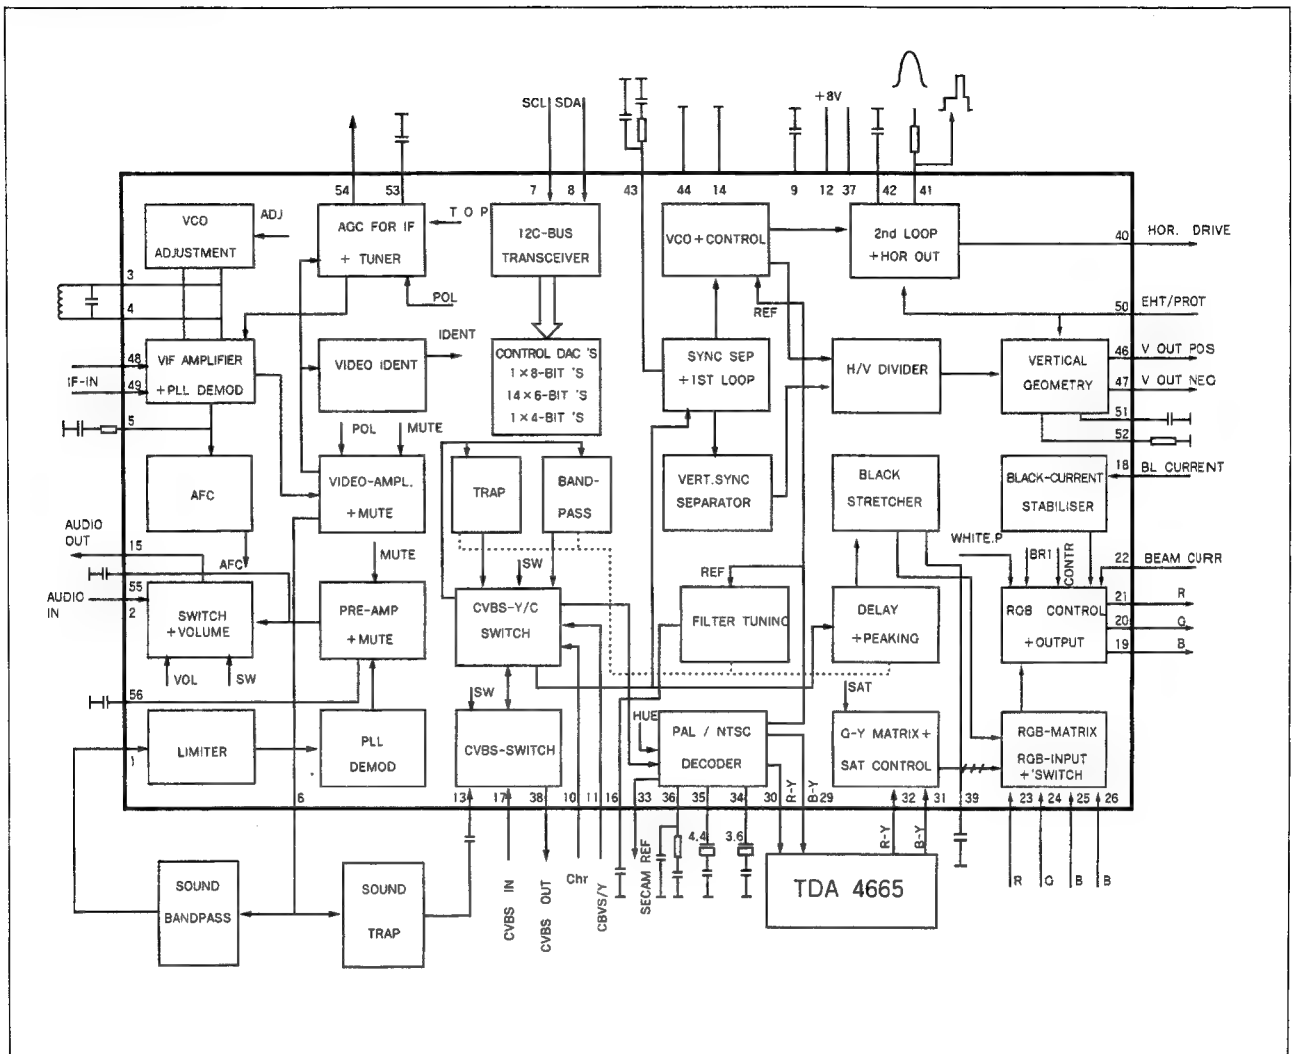 +8V
SCL SDA
54 53 7 8 43 44 14 9 12 37 42 41
VCO
ADJUSTMENT
ADJ
AGC FOR IF
+ TUNER
T O P
POL
I2C-BUS
TRANSCEIVER
VCO+CONTROL
REF
2nd LOOP
+HOR OUT
40 HOR. DRIVE
3
4
50 EHT/PROT
48
IF-IN
49
5
VIF AMPLIFIER
+PLL DEMOD
VIDEO IDENT
IDENT
CONTROL DAC 'S
1×8-BIT 'S
14×6-BIT 'S
1×4-BIT 'S
SYNC SEP
+1ST LOOP
H/V DIVIDER
VERTICAL
GEOMETRY
46 V OUT POS
47 V OUT NEG
51
52
POL MUTE
AFC
VIDEO-AMPL.
+MUTE
TRAP
BAND-
PASS
VERT.SYNC
SEPARATOR
BLACK
STRETCHER
BLACK-CURRENT
STABILISER
18 BL CURRENT
AUDIO
OUT
15
AFC
MUTE
SW
REF
WHITE.P
BRI
CONTR
22 BEAM CURR
55
AUDIO
IN
2
SWITCH
+VOLUME
VOL SW
PRE-AMP
+MUTE
CVBS-Y/C
SWITCH
FILTER TUNING
DELAY
+PEAKING
RGB CONTROL
+OUTPUT
21 R
20 G
19 B
56
SW
HUE
SAT
1
LIMITER
PLL
DEMOD
CVBS-SWITCH
PAL / NTSC
DECODER
G-Y MATRIX+
SAT CONTROL
RGB-MATRIX
RGB-INPUT
+'SWITCH
6 13 17 38 10 11 16 33 36 35 34 30 29 32 31 39 23 24 25 26
R-Y
B-Y
4.4
3.6
R-Y
B-Y
SOUND
BANDPASS
SOUND
TRAP
CVBS IN
CVBS OUT
Chr
CBVS/Y
SECAM REF
TDA 4665
R G B B